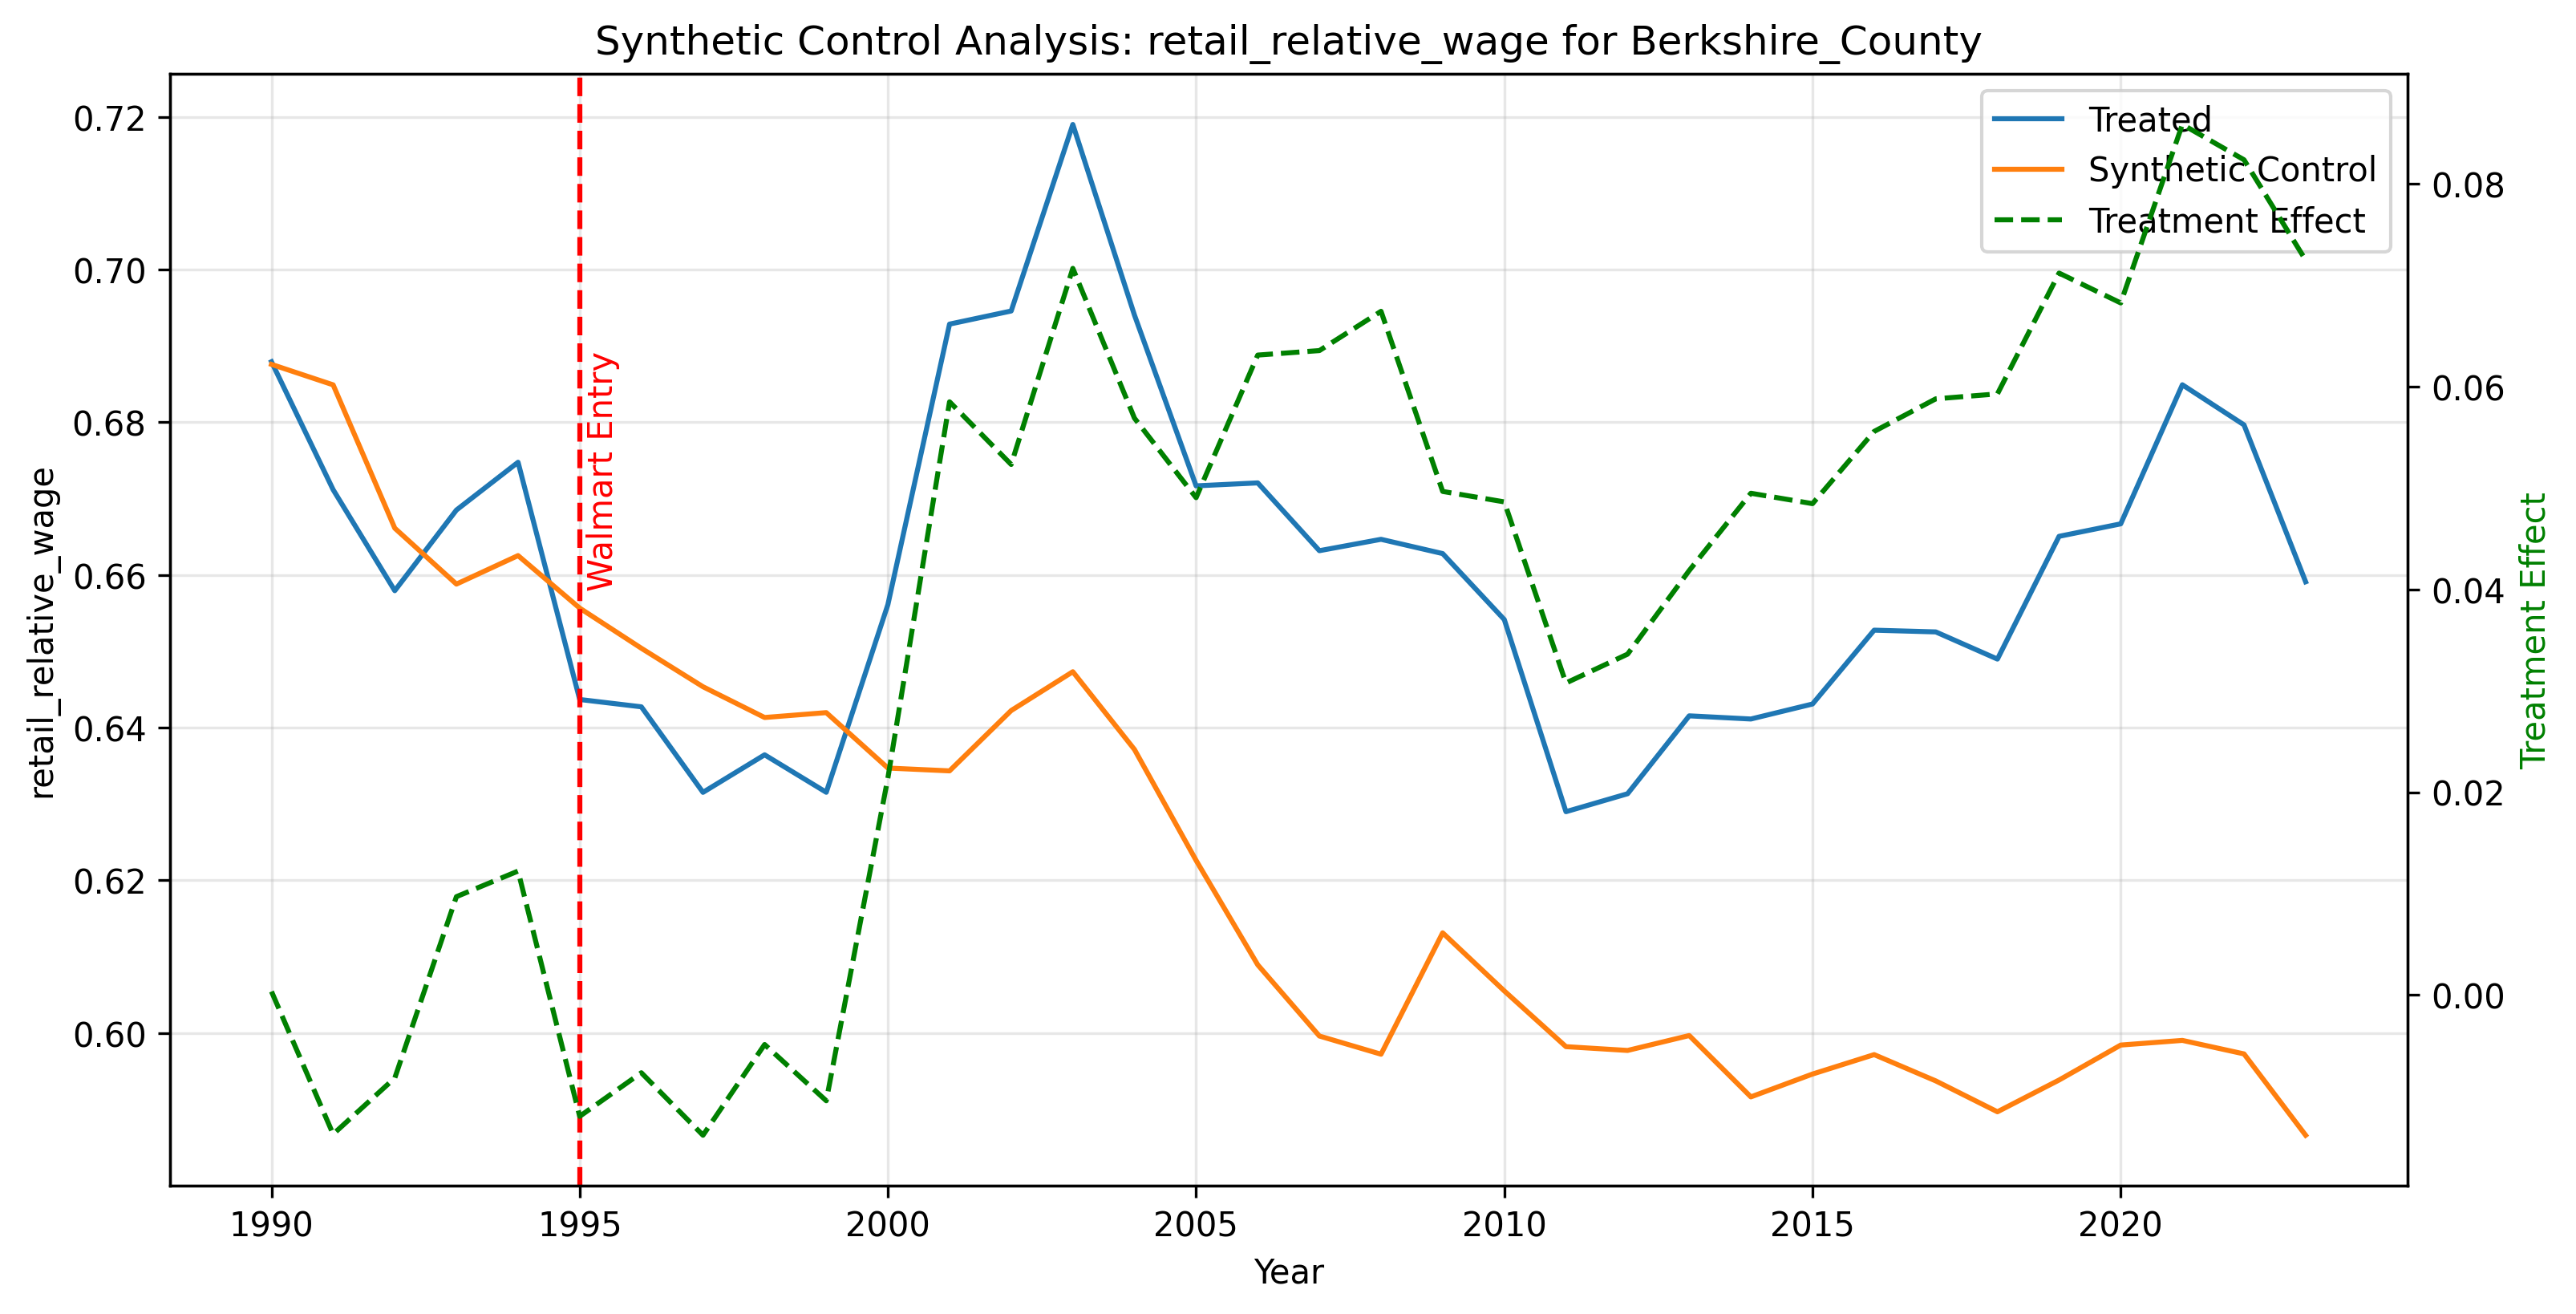 Synthetic Control Analysis: retail_relative_wage for Berkshire_County
retail_relative_wage
0.72
0.70
0.68
0.66
0.64
0.62
0.60
Walmart Entry
Treated
Synthetic Control
Treatment Effect
0.08
0.06
0.04
0.02
0.00
Treatment Effect
1990
1995
2000
2005
2010
2015
2020
Year